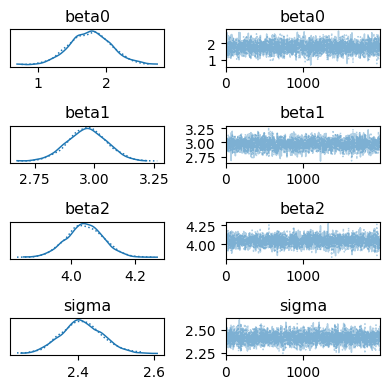 beta0 beta0
2
1
1 2 0 1000
beta1 beta1
3.25
3.00
2.75
2.75 3.00 3.25 0 1000
beta2 beta2
4.25
4.00
4.0 4.2 0 1000
sigma sigma
2.50
2.25
2.4 2.6 0 1000